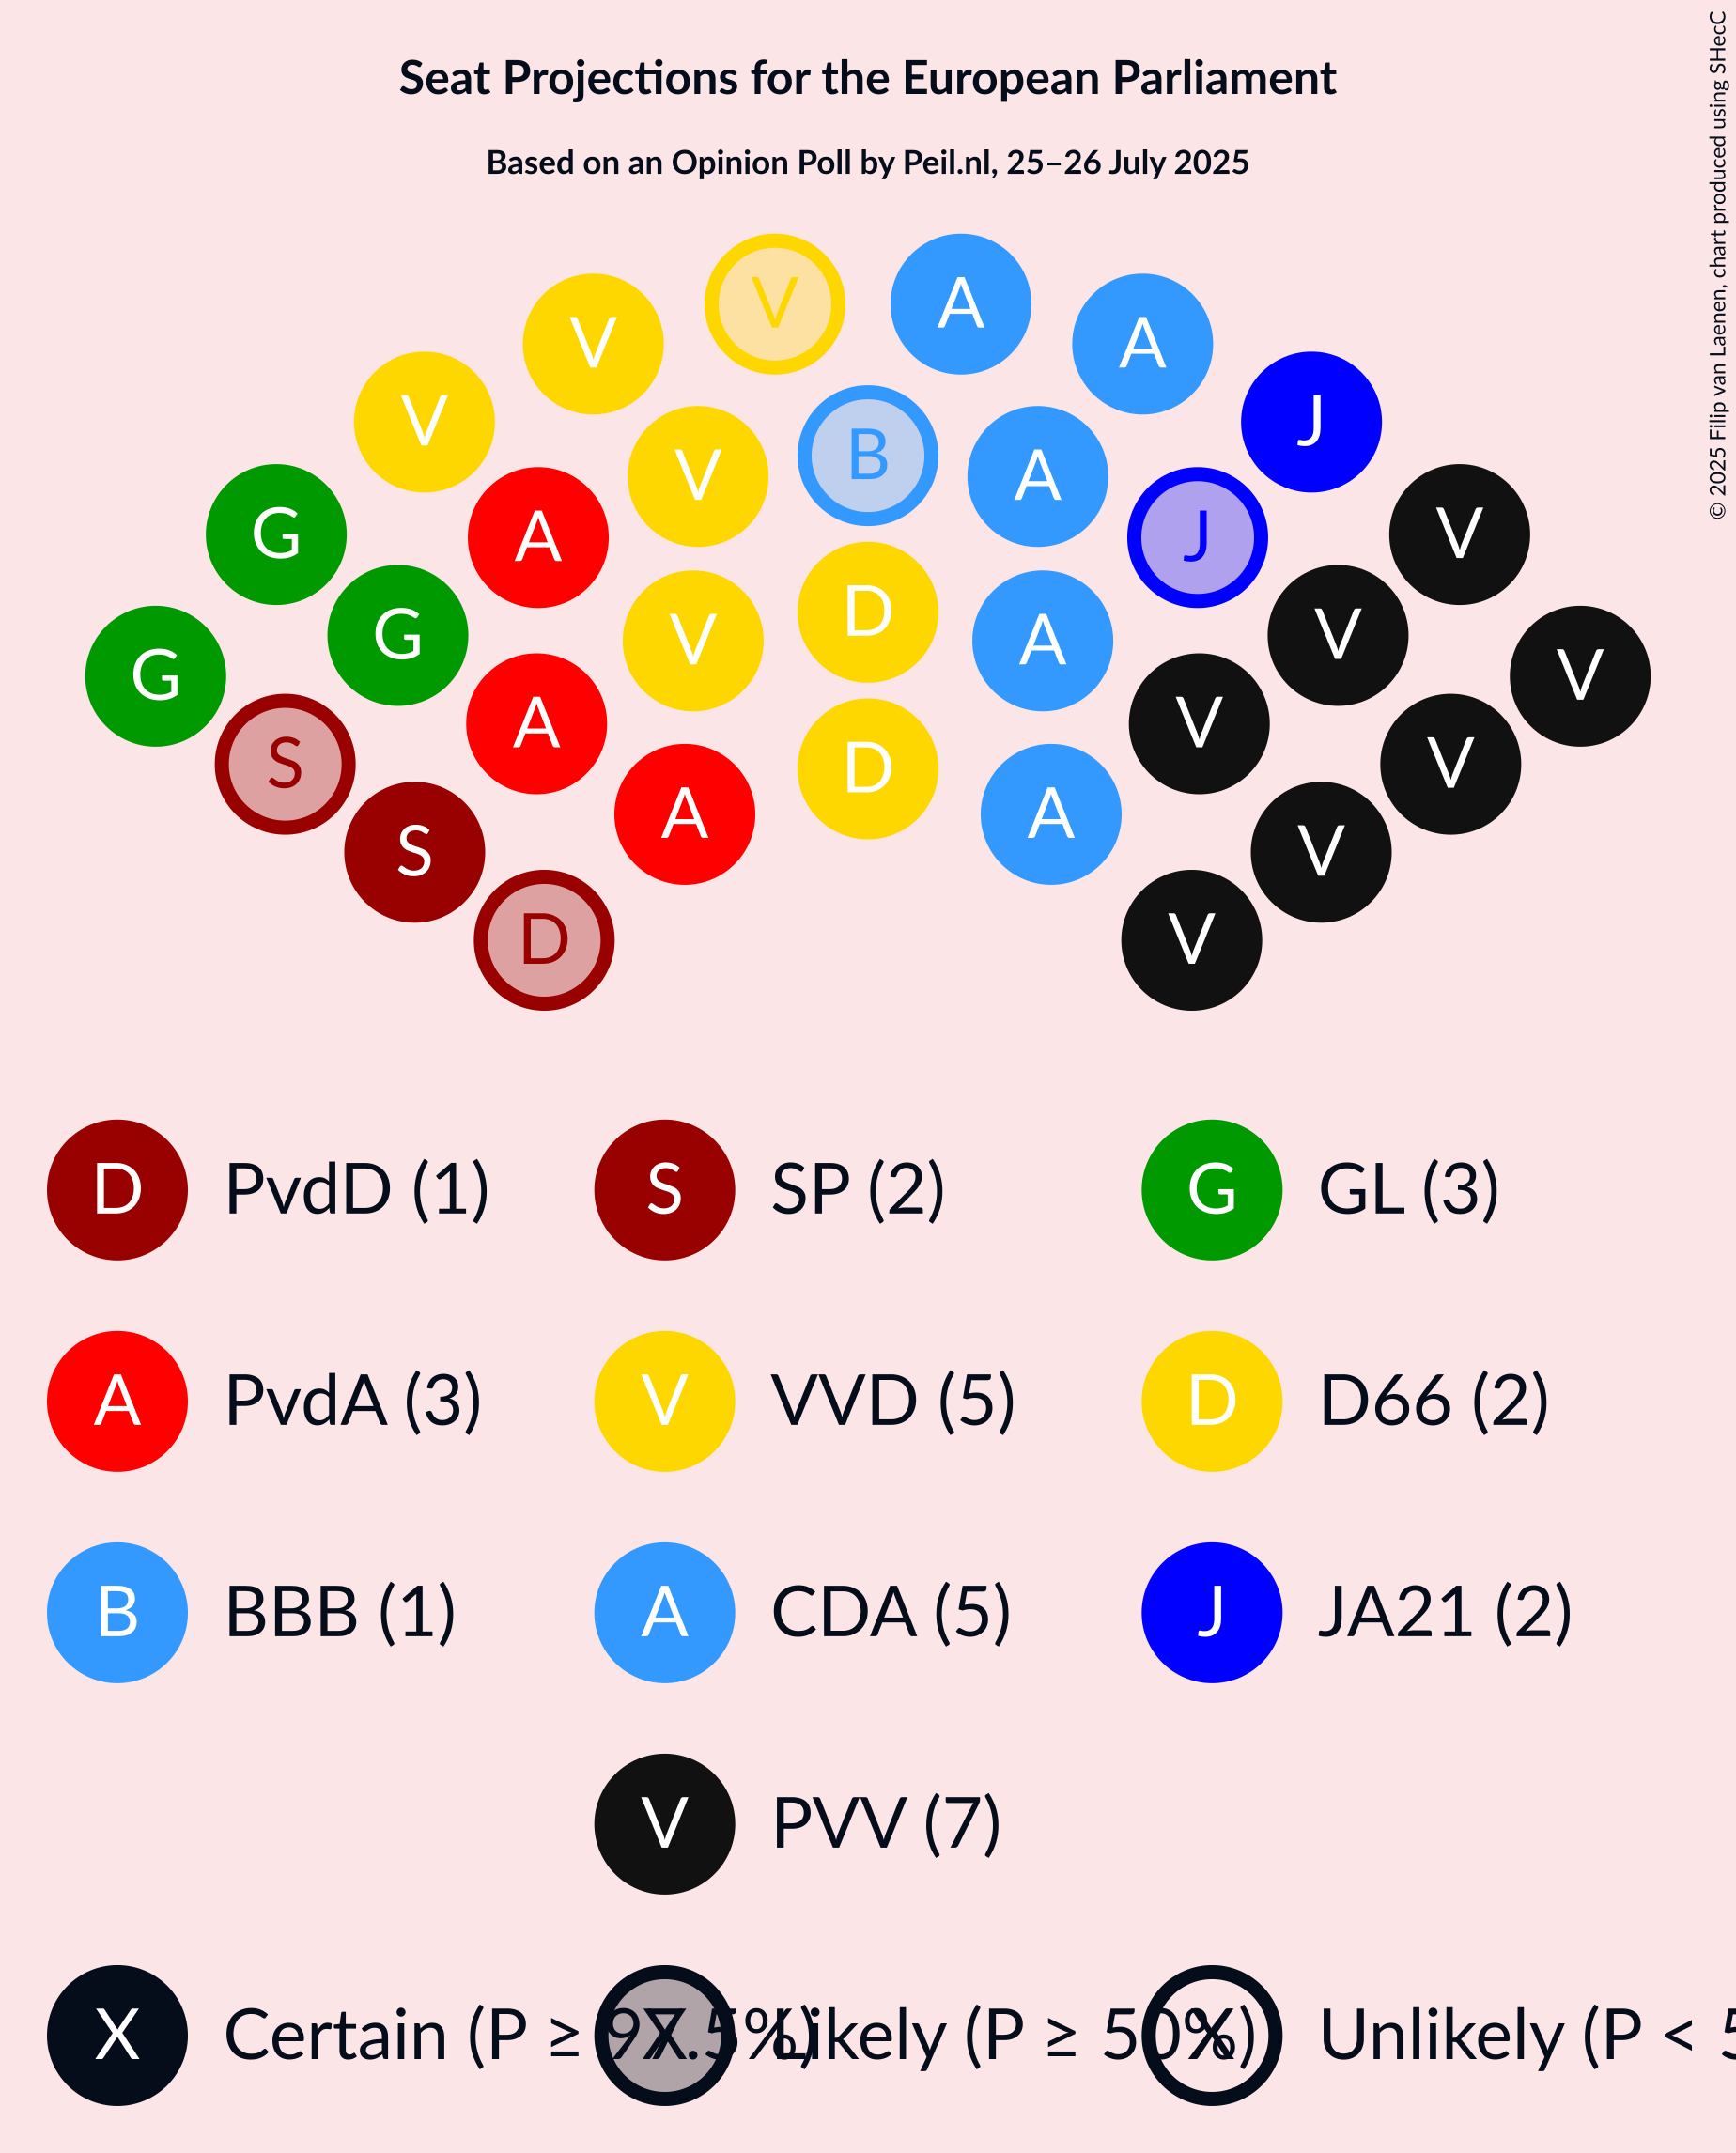 Seat Projections for the European Parliament
Based on an Opinion Poll by Peil.nl, 25–26 July 2025
© 2025 Filip van Laenen, chart produced using SHecC
V A
V A
V J
B
V A
G V
A J
D
G V A V
G V
A V
S D V
A A
S V
D V
D PvdD (1) S SP (2) G GL (3)
A PvdA (3) V VVD (5) D D66 (2)
B BBB (1) A CDA (5) J JA21 (2)
V PVV (7)
X Certain (P ≥ 97.5%) X Likely (P ≥ 50%) X Unlikely (P < 5